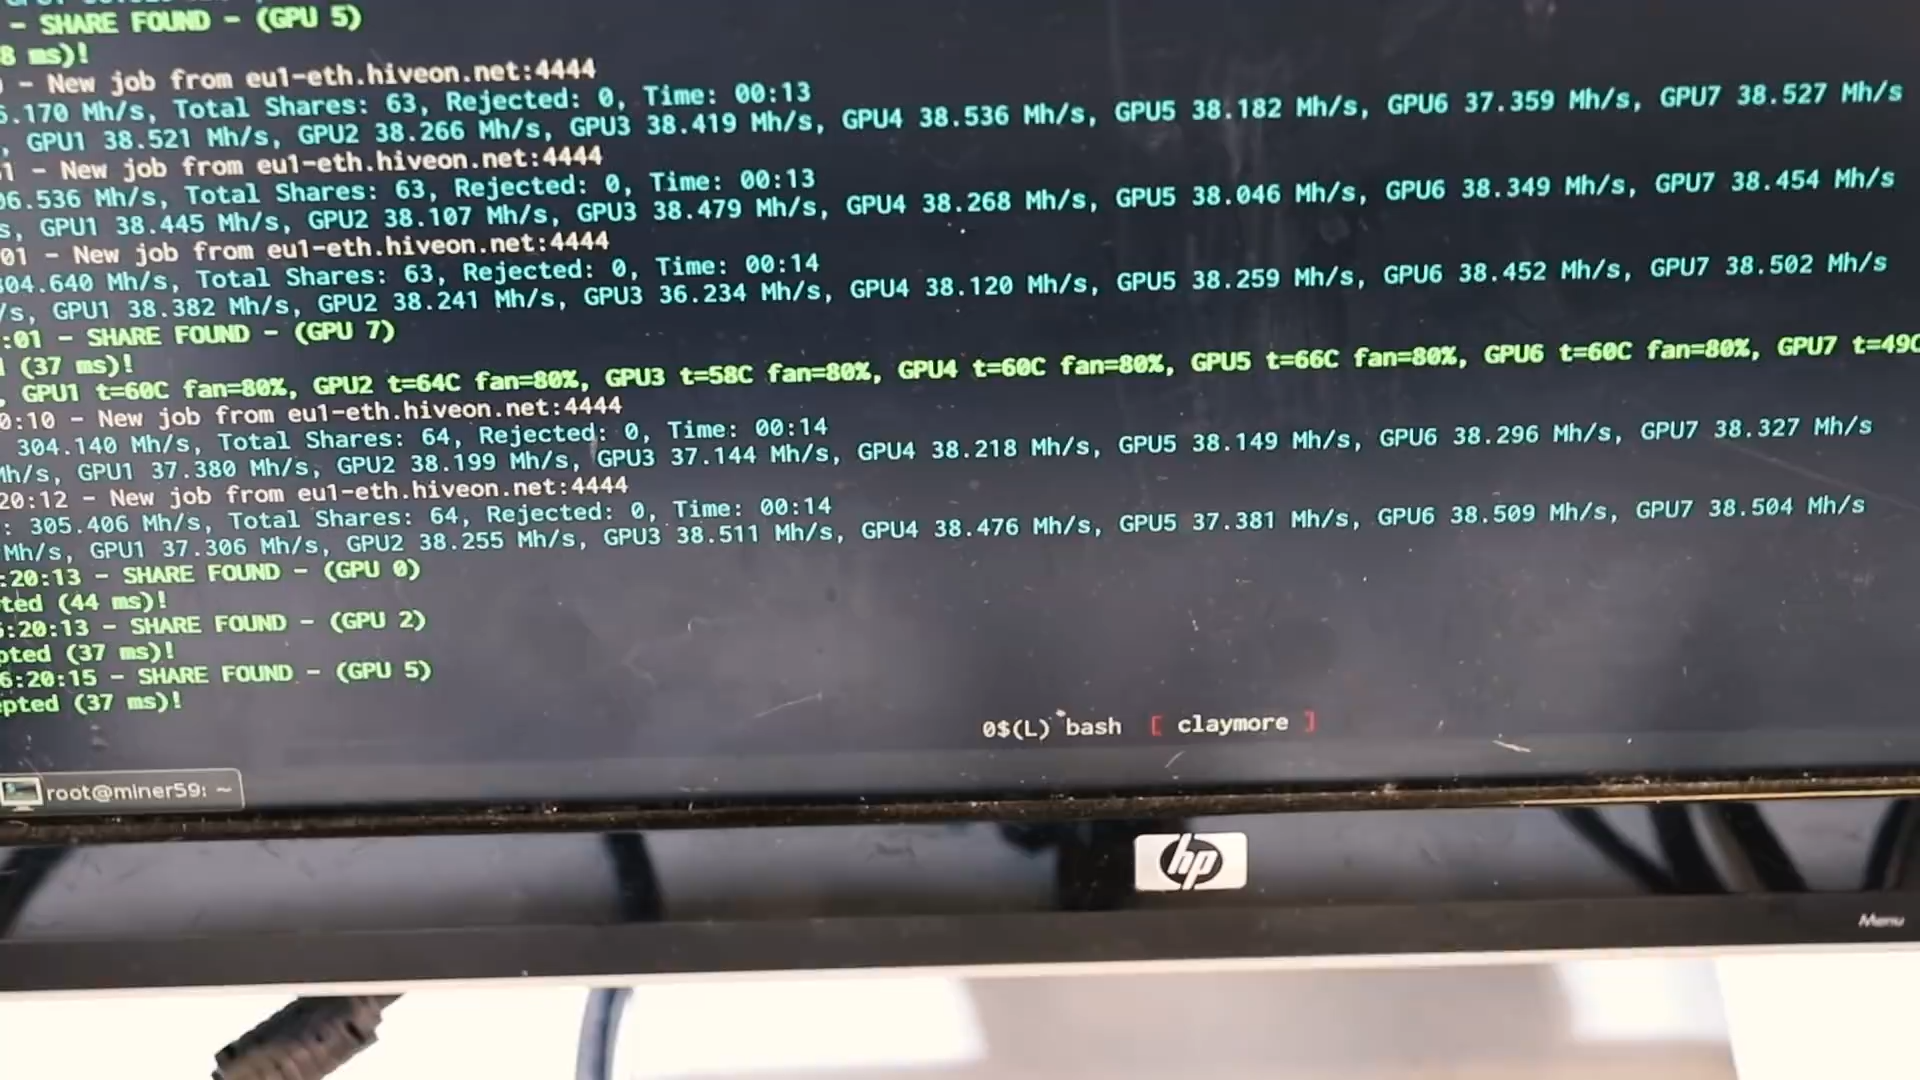 - SHARE FOUND - (GPU 5)
8 ms)!
- New job from eu1-eth.hiveon.net:4444
6.170 Mh/s, Total Shares: 63, Rejected: 0, Time: 00:13
, GPU1 38.521 Mh/s, GPU2 38.266 Mh/s, GPU3 38.419 Mh/s, GPU4 38.536 Mh/s, GPU5 38.182 Mh/s, GPU6 37.359 Mh/s, GPU7 38.527 Mh/s
1 - New job from eu1-eth.hiveon.net:4444
06.536 Mh/s, Total Shares: 63, Rejected: 0, Time: 00:13
s, GPU1 38.445 Mh/s, GPU2 38.107 Mh/s, GPU3 38.479 Mh/s, GPU4 38.268 Mh/s, GPU5 38.046 Mh/s, GPU6 38.349 Mh/s, GPU7 38.454 Mh/s
01 - New job from eu1-eth.hiveon.net:4444
304.640 Mh/s, Total Shares: 63, Rejected: 0, Time: 00:14
/s, GPU1 38.382 Mh/s, GPU2 38.241 Mh/s, GPU3 36.234 Mh/s, GPU4 38.120 Mh/s, GPU5 38.259 Mh/s, GPU6 38.452 Mh/s, GPU7 38.502 Mh/s
:01 - SHARE FOUND - (GPU 7)
(37 ms)!
, GPU1 t=60C fan=80%, GPU2 t=64C fan=80%, GPU3 t=58C fan=80%, GPU4 t=60C fan=80%, GPU5 t=66C fan=80%, GPU6 t=60C fan=80%, GPU7 t=49C
0:10 - New job from eu1-eth.hiveon.net:4444
304.140 Mh/s, Total Shares: 64, Rejected: 0, Time: 00:14
Mh/s, GPU1 37.380 Mh/s, GPU2 38.199 Mh/s, GPU3 37.144 Mh/s, GPU4 38.218 Mh/s, GPU5 38.149 Mh/s, GPU6 38.296 Mh/s, GPU7 38.327 Mh/s
20:12 - New job from eu1-eth.hiveon.net:4444
: 305.406 Mh/s, Total Shares: 64, Rejected: 0, Time: 00:14
Mh/s, GPU1 37.306 Mh/s, GPU2 38.255 Mh/s, GPU3 38.511 Mh/s, GPU4 38.476 Mh/s, GPU5 37.381 Mh/s, GPU6 38.509 Mh/s, GPU7 38.504 Mh/s
:20:13 - SHARE FOUND - (GPU 0)
ted (44 ms)!
:20:13 - SHARE FOUND - (GPU 2)
pted (37 ms)!
6:20:15 - SHARE FOUND - (GPU 5)
epted (37 ms)!
0$(L) bash [ claymore ]
root@miner59: ~
hp
Menu